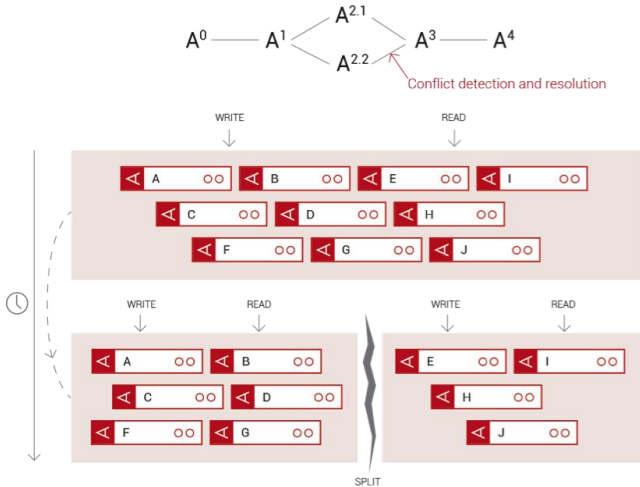 A2.1
A0 A1 A3 A4
A2.2
Conflict detection and resolution
WRITE READ
A A A B A E A I
A C A D A H
A F A G A J
WRITE READ WRITE READ
A A A B A E A I
A C A D A H
A F A G A J
SPLIT